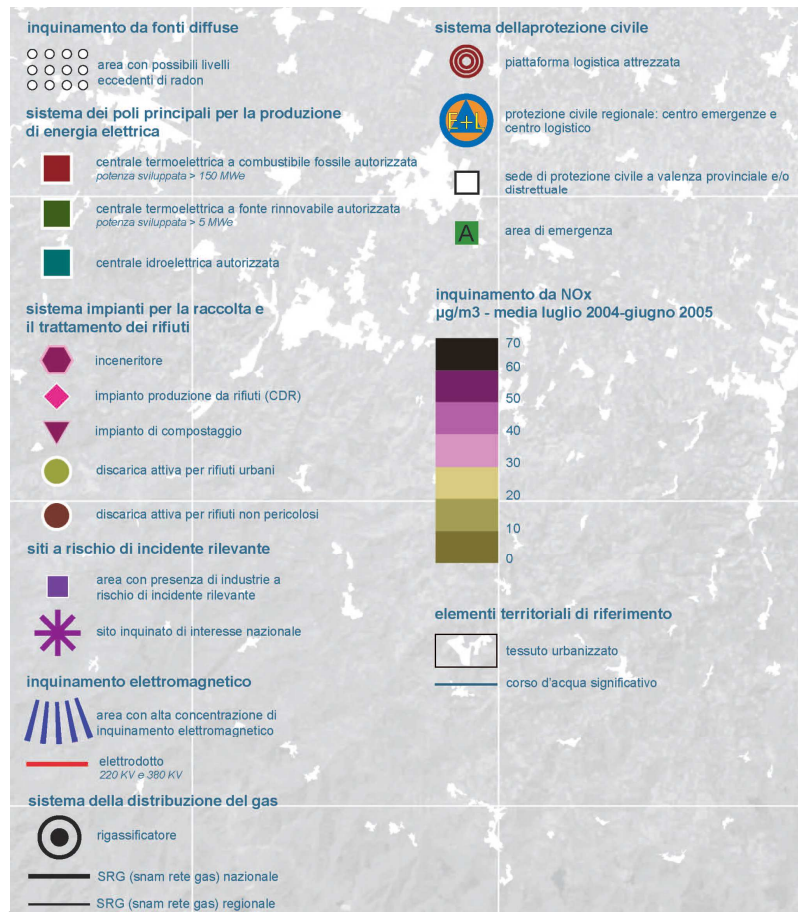 inquinamento da fonti diffuse
area con possibili livelli
eccedenti di radon
sistema dei poli principali per la produzione
di energia elettrica
centrale termoelettrica a combustibile fossile autorizzata
potenza sviluppata > 150 MWe
centrale termoelettrica a fonte rinnovabile autorizzata
potenza sviluppata > 5 MWe
centrale idroelettrica autorizzata
sistema impianti per la raccolta e
il trattamento dei rifiuti
inceneritore
impianto produzione da rifiuti (CDR)
impianto di compostaggio
discarica attiva per rifiuti urbani
discarica attiva per rifiuti non pericolosi
siti a rischio di incidente rilevante
area con presenza di industrie a
rischio di incidente rilevante
sito inquinato di interesse nazionale
inquinamento elettromagnetico
area con alta concentrazione di
inquinamento elettromagnetico
elettrodotto
220 KV e 380 KV
sistema della distribuzione del gas
rigassificatore
SRG (snam rete gas) nazionale
SRG (snam rete gas) regionale
sistema dellaprotezione civile
piattaforma logistica attrezzata
E+L
protezione civile regionale: centro emergenze e
centro logistico
sede di protezione civile a valenza provinciale e/o
distrettuale
A
area di emergenza
inquinamento da NOx
µg/m3 - media luglio 2004-giugno 2005
70
60
50
40
30
20
10
0
elementi territoriali di riferimento
tessuto urbanizzato
corso d'acqua significativo